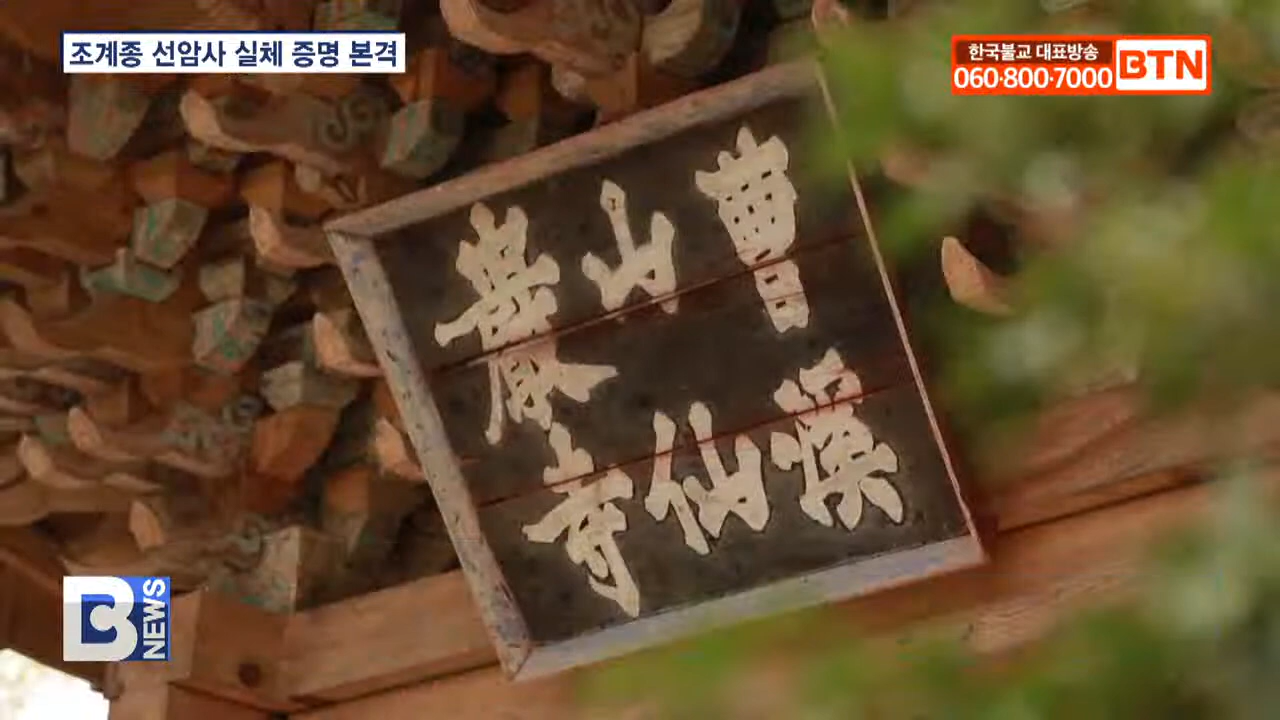 조계종 선암사 실체 증명 본격
한국불교 대표방송
060·800·7000 BTN
曹溪
山仙
巖寺
B NEWS